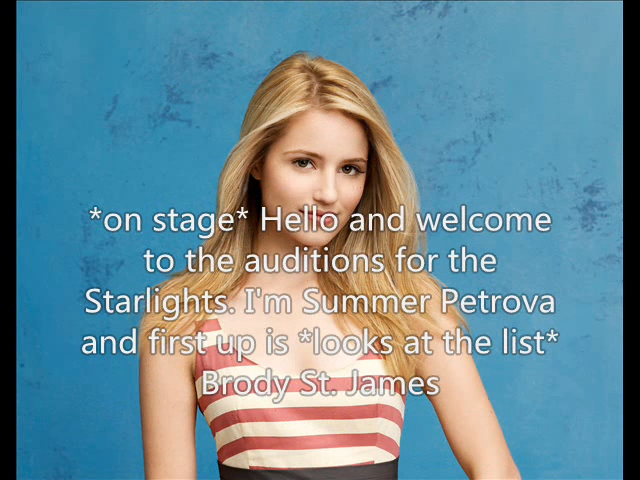 *on stage* Hello and welcome
to the auditions for the
Starlights. I'm Summer Petrova
and first up is *looks at the list*
Brody St. James